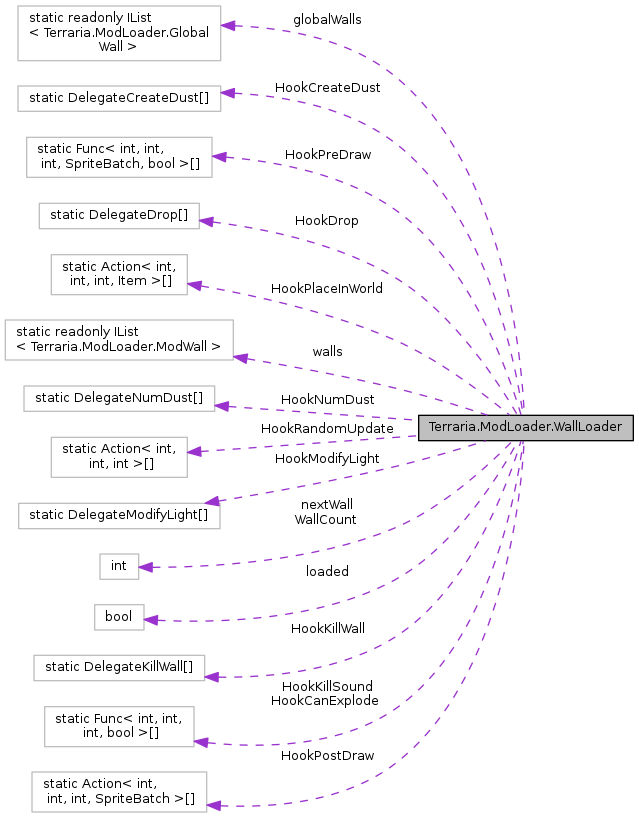 static readonly IList
< Terraria.ModLoader.Global
Wall >
globalWalls
static DelegateCreateDust[]
HookCreateDust
static Func< int, int,
int, SpriteBatch, bool >[]
HookPreDraw
static DelegateDrop[]
HookDrop
static Action< int,
int, int, Item >[]
HookPlaceInWorld
static readonly IList
< Terraria.ModLoader.ModWall >
walls
static DelegateNumDust[]
HookNumDust
Terraria.ModLoader.WallLoader
static Action< int,
int, int >[]
HookRandomUpdate
static DelegateModifyLight[]
HookModifyLight
int
nextWall
WallCount
bool
loaded
static DelegateKillWall[]
HookKillWall
static Func< int, int,
int, bool >[]
HookKillSound
HookCanExplode
static Action< int,
int, int, SpriteBatch >[]
HookPostDraw